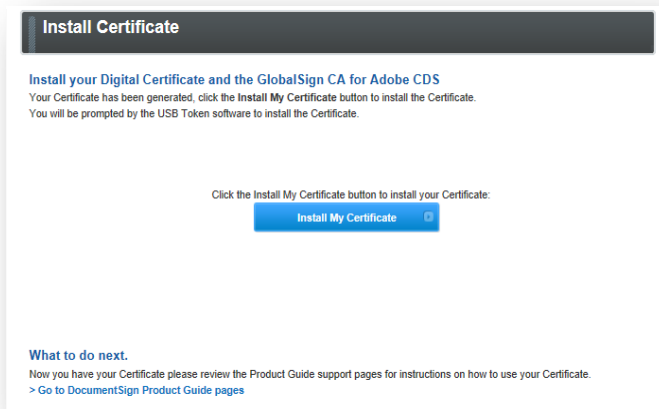 Install Certificate
Install your Digital Certificate and the GlobalSign CA for Adobe CDS
Your Certificate has been generated, click the Install My Certificate button to install the Certificate.
You will be prompted by the USB Token software to install the Certificate.
Click the Install My Certificate button to install your Certificate:
Install My Certificate
What to do next.
Now you have your Certificate please review the Product Guide support pages for instructions on how to use your Certificate.
> Go to DocumentSign Product Guide pages